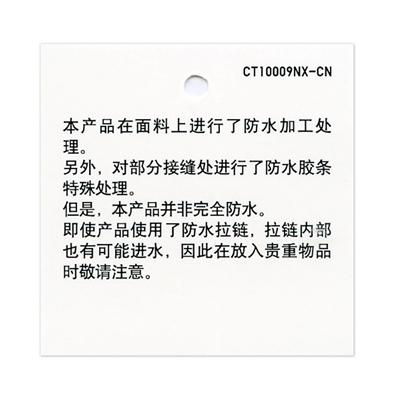 CT10009NX-CN
本产品在面料上进行了防水加工处
理。
另外，对部分接缝处进行了防水胶条
特殊处理。
但是，本产品并非完全防水。
即使产品使用了防水拉链，拉链内部
也有可能进水，因此在放入贵重物品
时敬请注意。